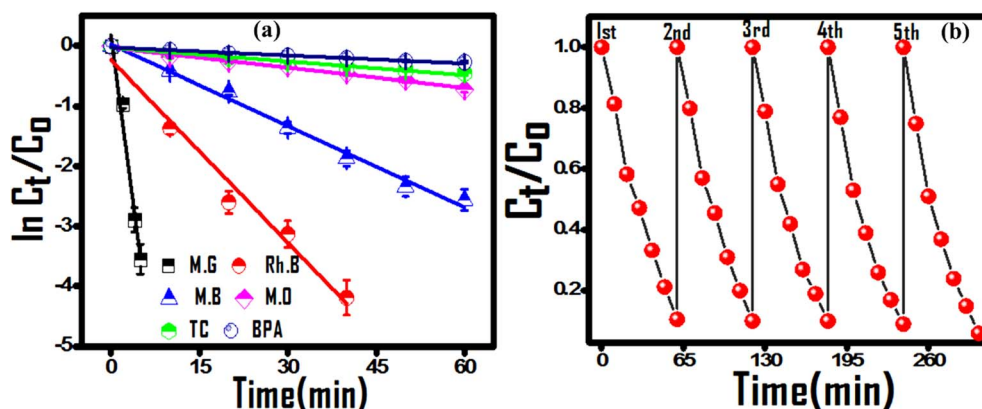 (a)
ln Ct/C0
0
-1
-2
-3
-4
-5
M.G
Rh.B
M.B
M.O
TC
BPA
0
15
30
45
60
Time(min)
(b)
1st
2nd
3rd
4th
5th
Ct/C0
1.0
0.8
0.6
0.4
0.2
0
65
130
195
260
Time(min)